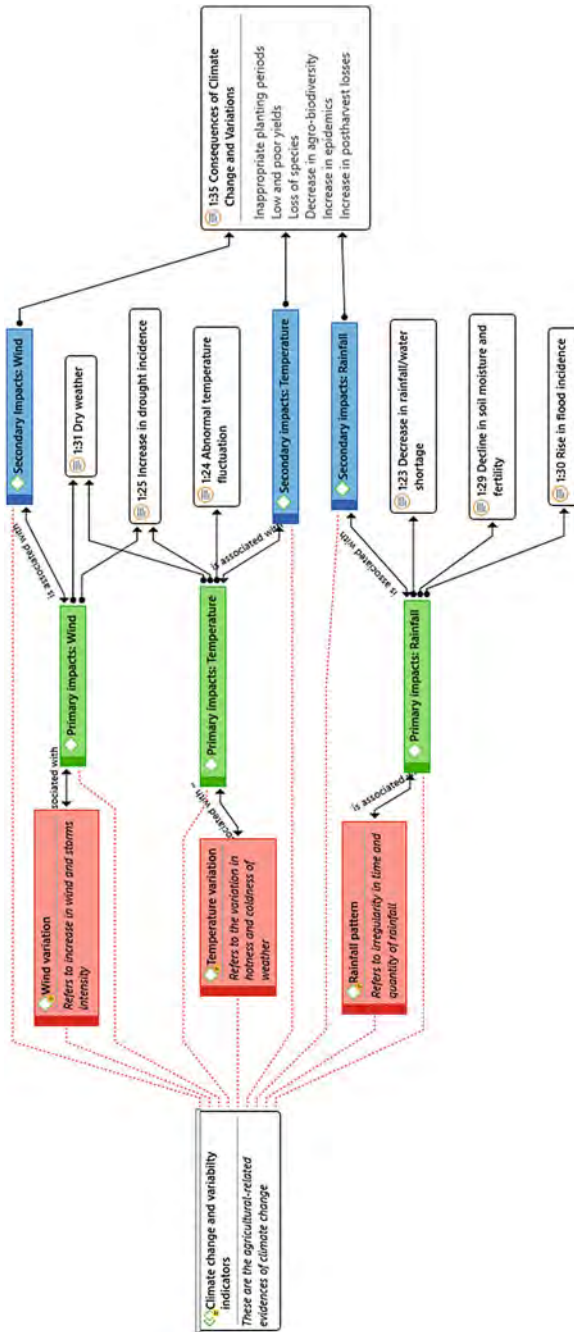 Climate change and variabilty
indicators
These are the agricultural-related
evidences of climate change
Wind variation
Refers to increase in wind and storms
intensity
Temperature variation
Refers to the variation in
hotness and coldness of
weather
Rainfall pattern
Refers to irregularity in time and
quantity of rainfall
sociated with
sociated with ~
is associated
Primary impacts: Wind
Primary impacts: Temperature
Primary impacts: Rainfall
is associated with
is associated with
is associated with
Secondary Impacts: Wind
1:31 Dry weather
1:25 Increase in drought incidence
1:24 Abnormal temperature
fluctuation
Secondary impacts: Temperature
Secondary impacts: Rainfall
1:23 Decrease in rainfall/water
shortage
1:29 Decline in soil moisture and
fertility
1:30 Rise in flood incidence
1:35 Consequences of Climate
Change and Variations
Inappropriate planting periods
Low and poor yields
Loss of species
Decrease in agro-biodiversity
Increase in epidemics
Increase in postharvest losses